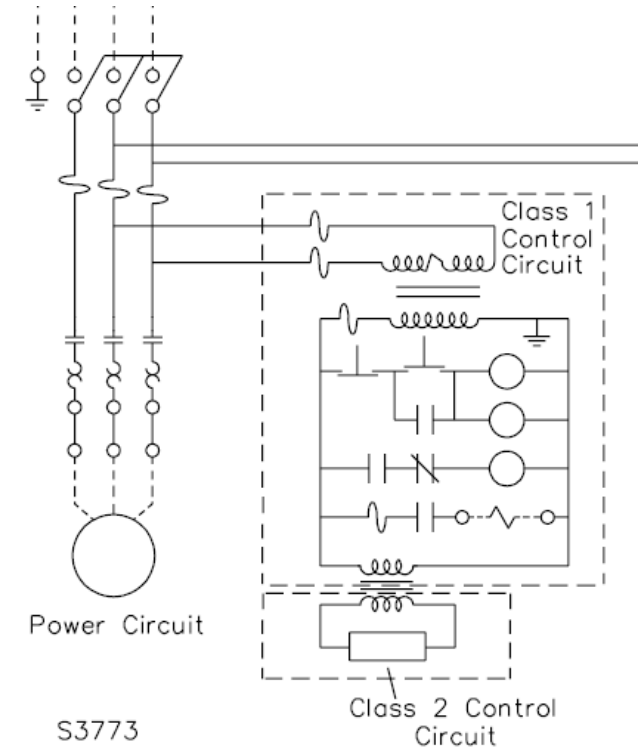 Class 1
Control
Circuit
Power Circuit
Class 2 Control
Circuit
S3773